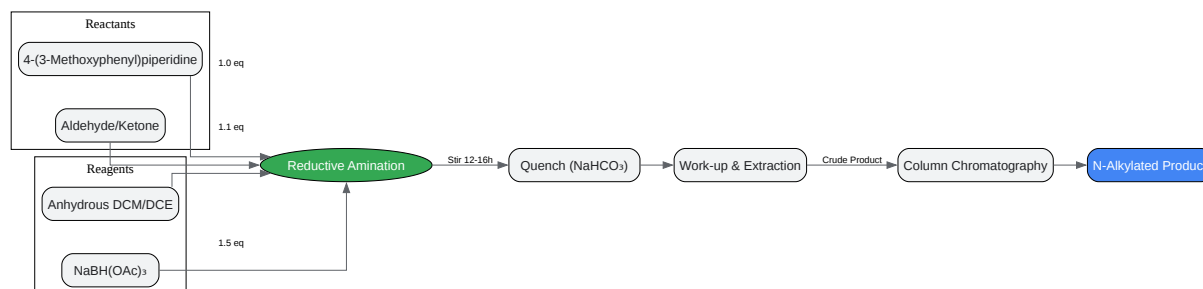 Reactants
4-(3-Methoxyphenyl)piperidine
1.0 eq
Aldehyde/Ketone
1.1 eq
Reductive Amination
Stir 12-16h
Quench (NaHCO₃)
Work-up & Extraction
Crude Product
Column Chromatography
N-Alkylated Produc
Reagents
Anhydrous DCM/DCE
1.5 eq
NaBH(OAc)₃